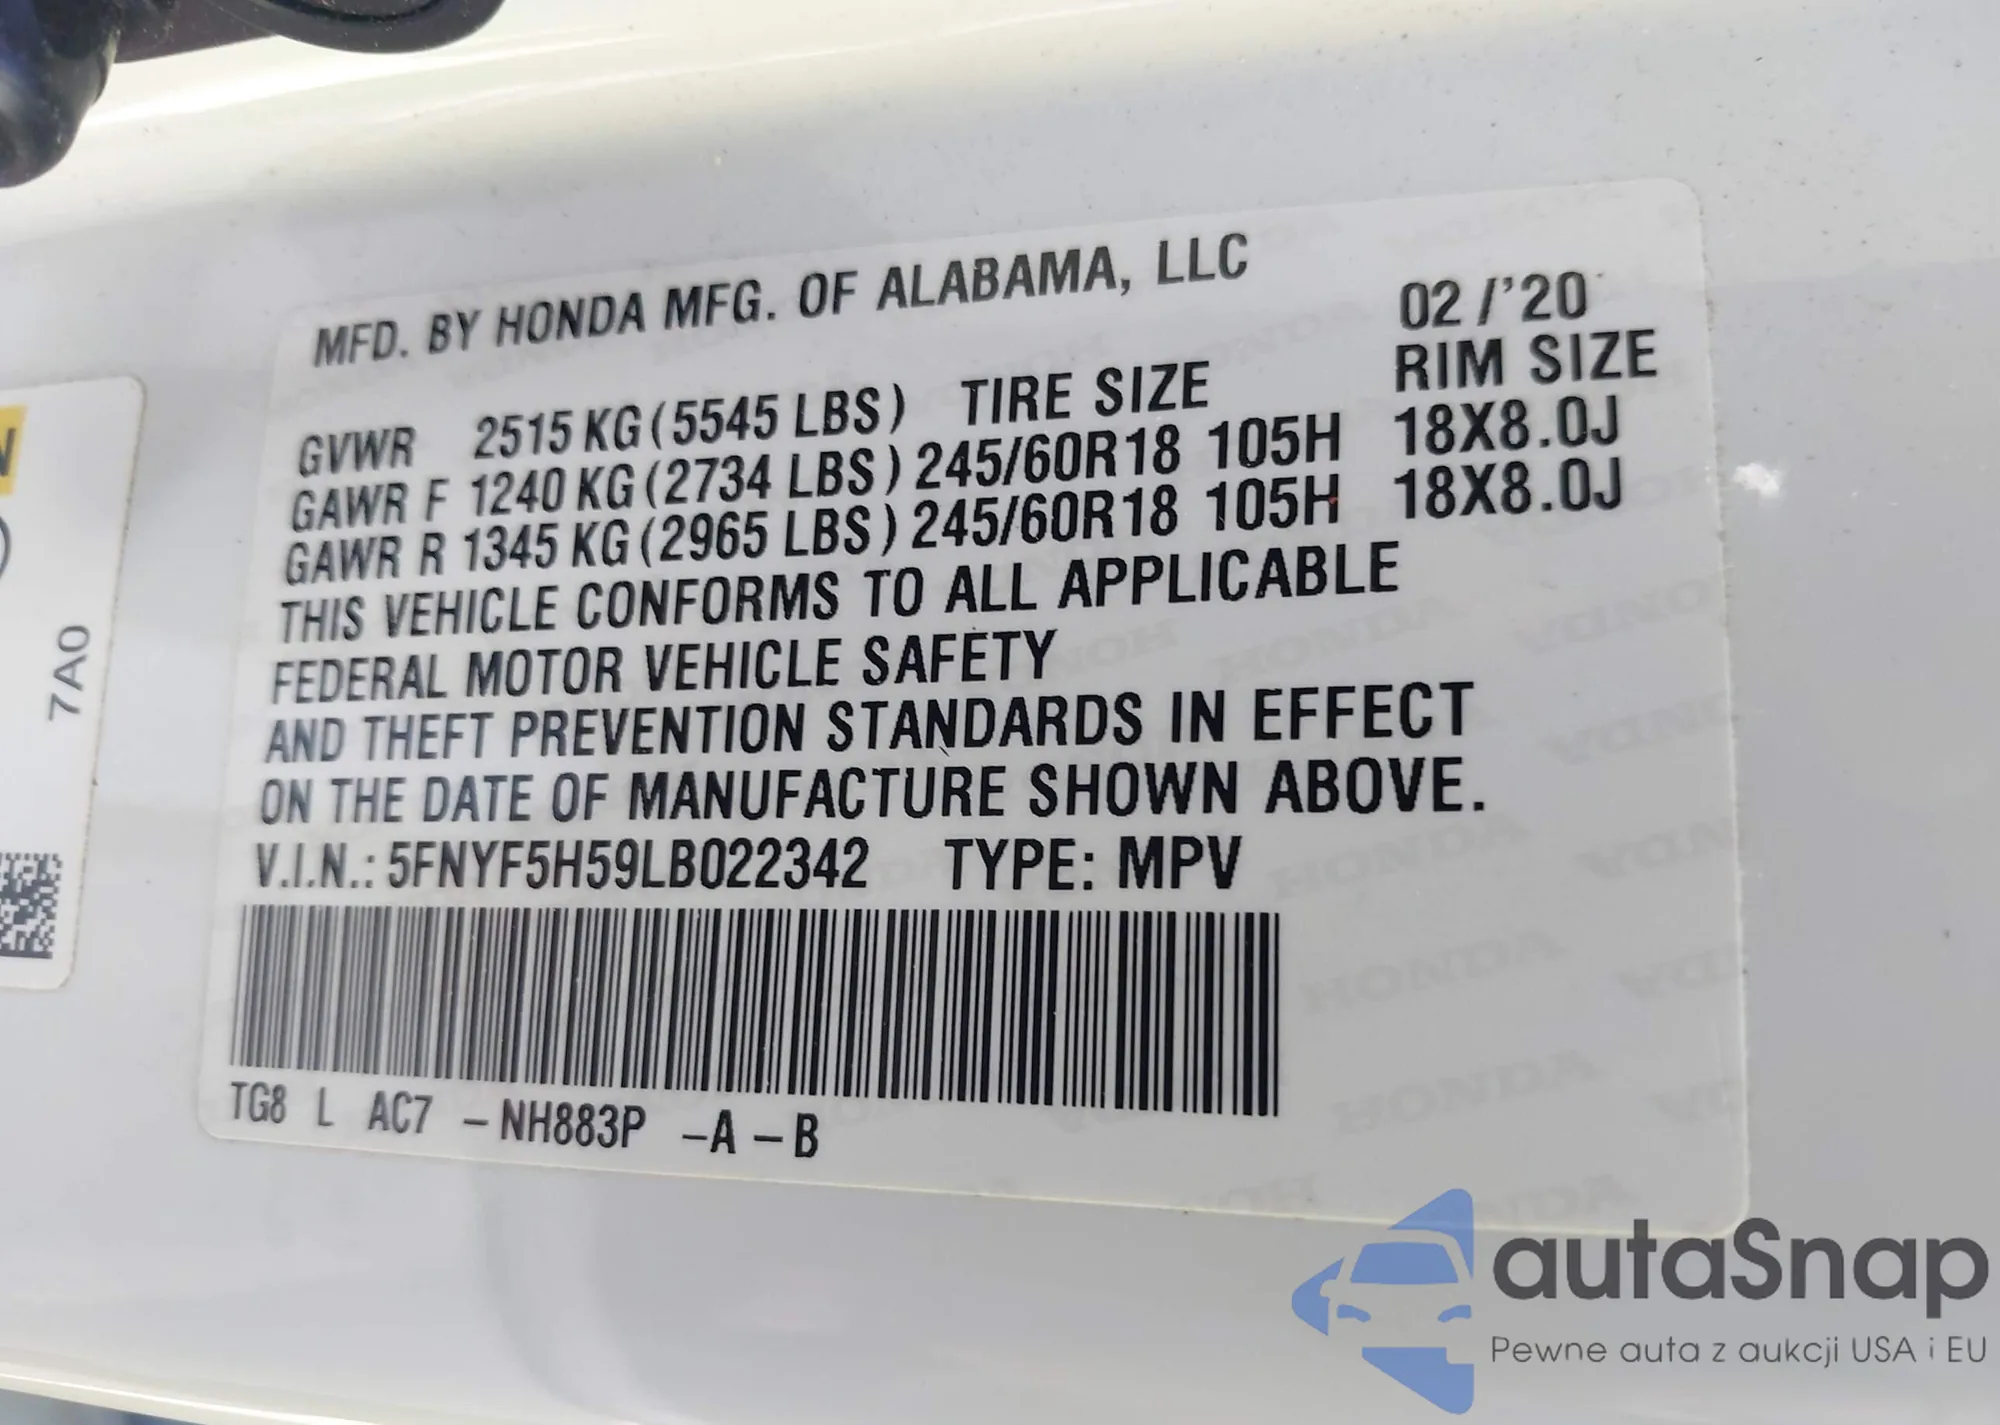 MFD. BY HONDA MFG. OF ALABAMA, LLC
02 /'20
GVWR 2515 KG (5545 LBS) TIRE SIZE RIM SIZE
GAWR F 1240 KG (2734 LBS) 245/60R18 105H 18X8.0J
GAWR R 1345 KG (2965 LBS) 245/60R18 105H 18X8.0J
THIS VEHICLE CONFORMS TO ALL APPLICABLE
FEDERAL MOTOR VEHICLE SAFETY
AND THEFT PREVENTION STANDARDS IN EFFECT
ON THE DATE OF MANUFACTURE SHOWN ABOVE.
V.I.N.: 5FNYF5H59LB022342 TYPE: MPV
TG8 L AC7 -NH883P -A -B
7A0
autaSnap
Pewne auta z aukcji USA i EU